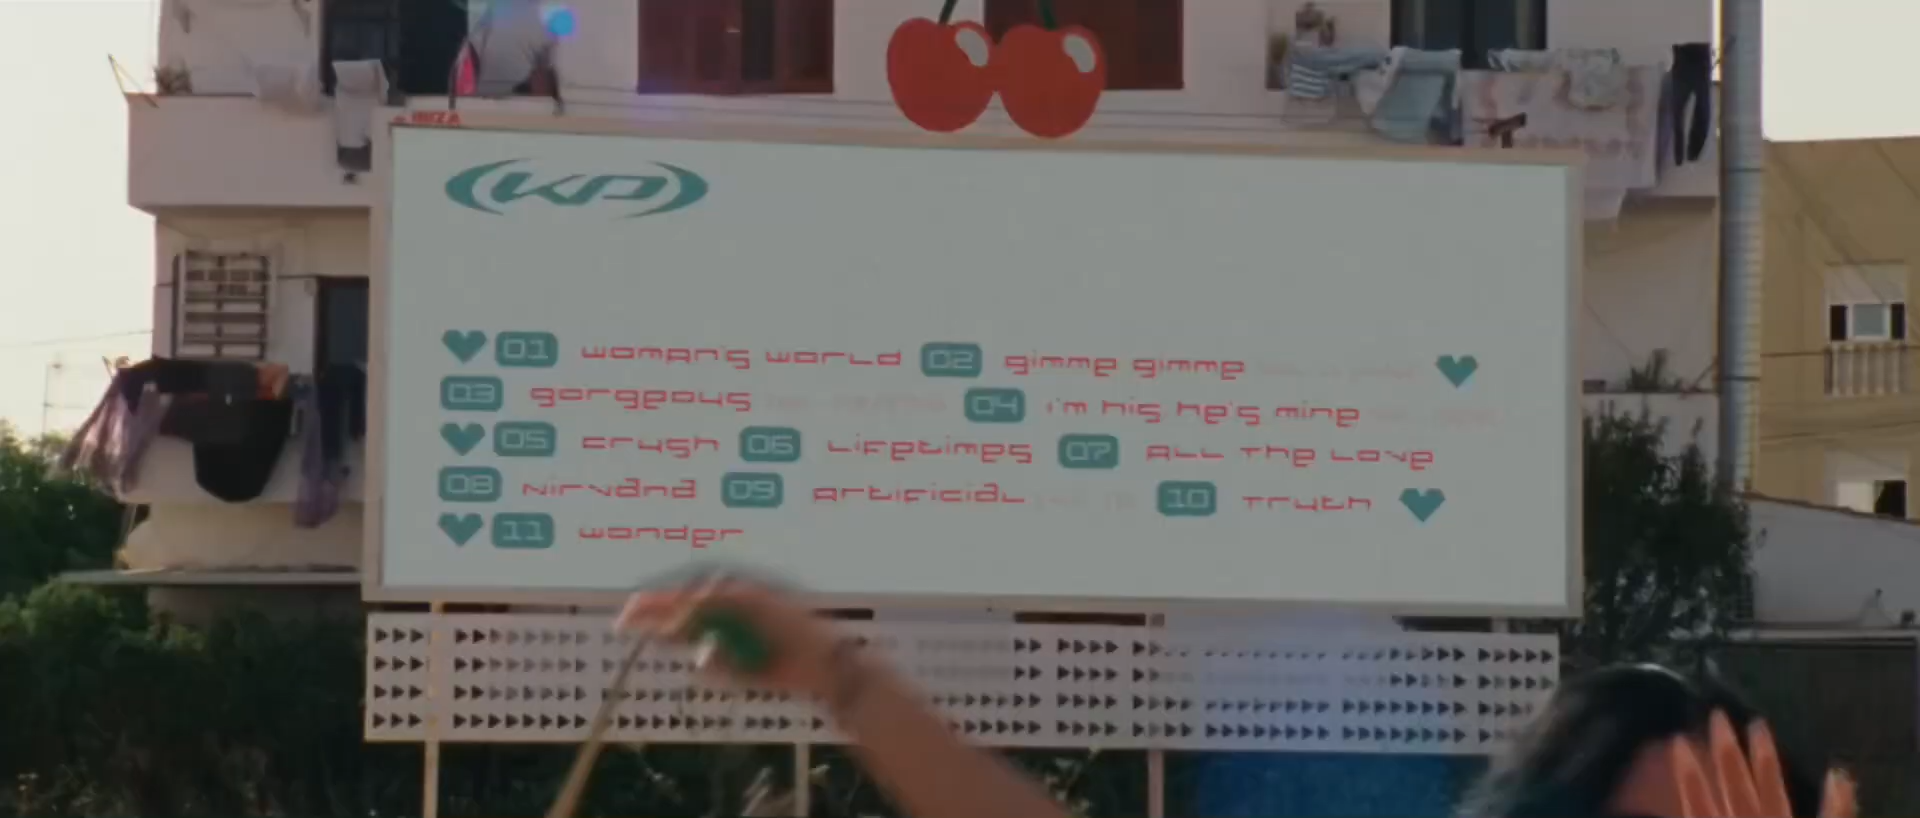 IBIZA
KP
01 woman's world 02 gimme gimme
03 gorgeous 04 i'm his he's mine
05 crush 06 Lifetimes 07 ALL The Love
08 Nirvana 09 Artificial 10 Truth
11 wonder